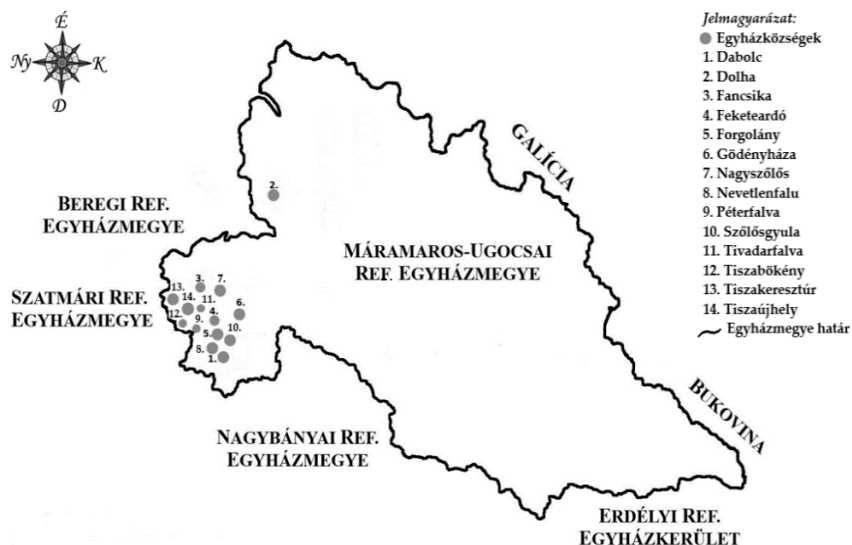 É
Ny
K
D
Jelmagyarázat:
Egyházközségek
1. Dabolc
2. Dolha
3. Fancsika
4. Feketeardó
5. Forgolány
6. Gödényháza
7. Nagyszőlős
8. Nevetlenfalu
9. Péterfalva
10. Szőlősgyula
11. Tivadarfalva
12. Tiszabökény
13. Tiszakeresztúr
14. Tiszaújhely
Egyházmegye határ
GALÍCIA
2.
BEREGI REF.
EGYHÁZMEGYE
MÁRAMAROS-UGOCSAI
REF. EGYHÁZMEGYE
SZATMÁRI REF.
EGYHÁZMEGYE
3.
7.
13.
14.
11.
6.
12.
9.
4.
5.
10.
8.
1.
BUKOVINA
NAGYBÁNYAI REF.
EGYHÁZMEGYE
ERDÉLYI REF.
EGYHÁZKERÜLET